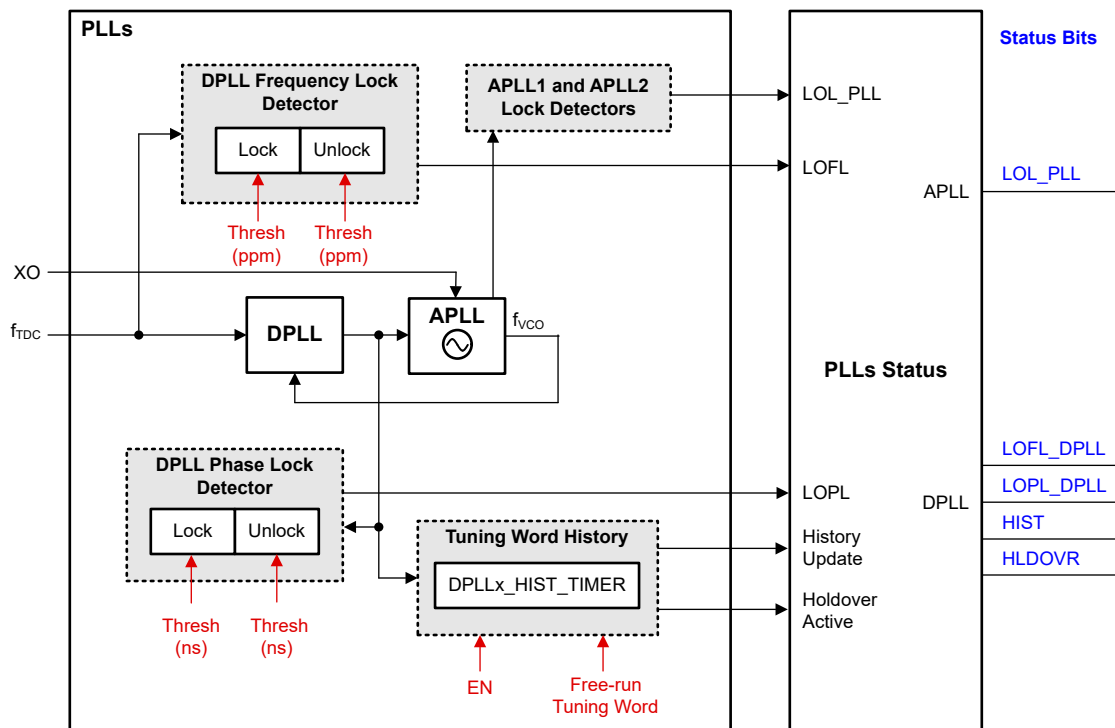 PLLs
Status Bits
DPLL Frequency Lock
Detector
Lock
Unlock
Thresh
(ppm)
Thresh
(ppm)
APLL1 and APLL2
Lock Detectors
LOL_PLL
LOFL
APLL
LOL_PLL
XO
fTDC
DPLL
APLL
fVCO
PLLs Status
DPLL Phase Lock
Detector
Lock
Unlock
Thresh
(ns)
Thresh
(ns)
Tuning Word History
DPLLx_HIST_TIMER
EN
Free-run
Tuning Word
LOPL
History
Update
Holdover
Active
DPLL
LOFL_DPLL
LOPL_DPLL
HIST
HLDOVR